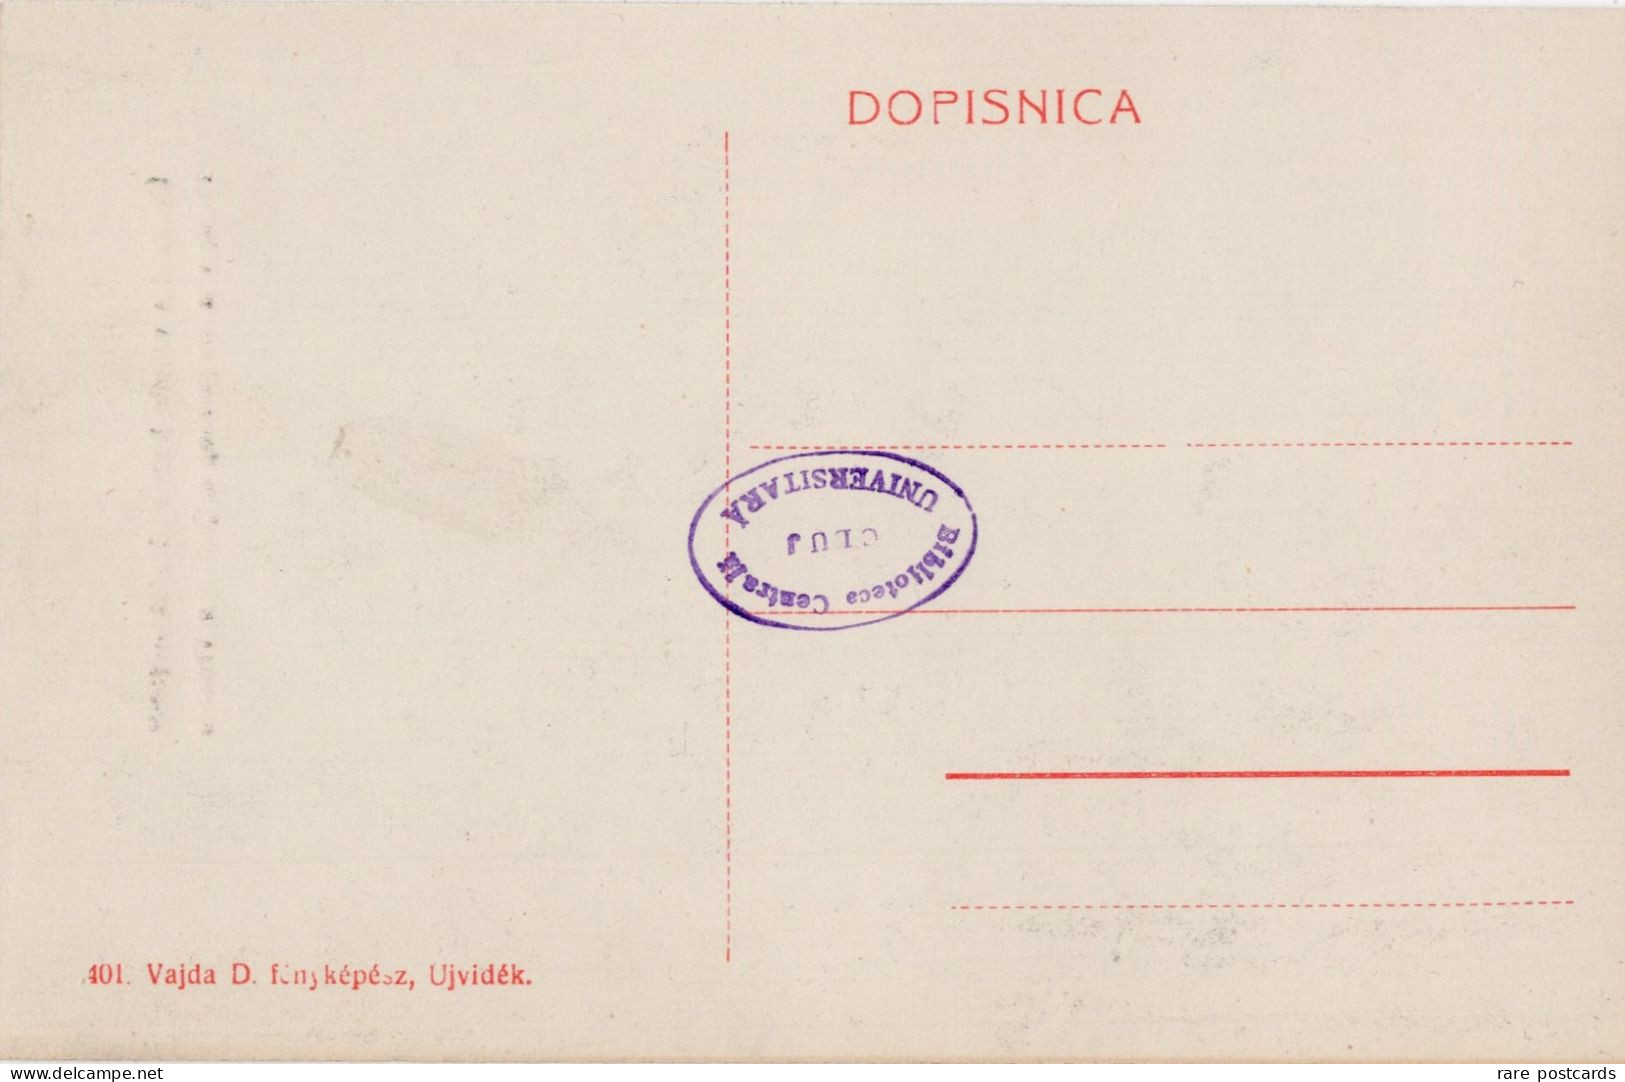 DOPISNICA
Biblioteca Centrală
UNIVERSITARĂ
CLUJ
401. Vajda D. fényképész, Ujvidék.
www.delcampe.net
rare postcards